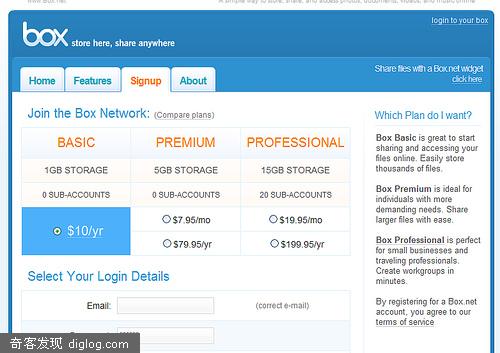 www.Box.net
A simple way to store, share, and access photos, documents, videos, and music online
login to your box
box store here, share anywhere
Share files with a Box.net widget
click here
Home Features Signup About
Join the Box Network: (Compare plans)
BASIC PREMIUM PROFESSIONAL
1GB STORAGE 5GB STORAGE 15GB STORAGE
0 SUB-ACCOUNTS 0 SUB-ACCOUNTS 20 SUB-ACCOUNTS
$10/yr
$7.95/mo $19.95/mo
$79.95/yr $199.95/yr
Select Your Login Details
Email: (correct e-mail)
Which Plan do I want?
Box Basic is great to start
sharing and accessing your
files online. Easily store
thousands of files.
Box Premium is ideal for
individuals with more
demanding needs. Share
larger files with ease.
Box Professional is perfect
for small businesses and
traveling professionals.
Create workgroups in
minutes.
By registering for a Box.net
account, you agree to our
terms of service
奇客发现 diglog.com